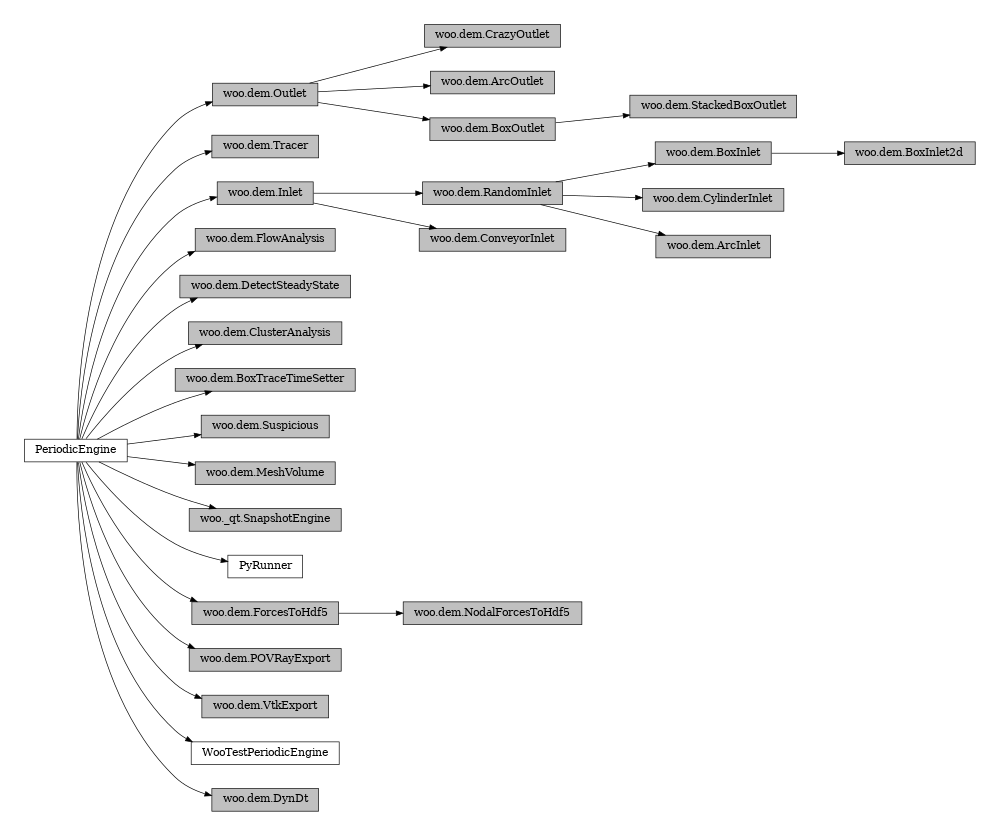 woo.dem.CrazyOutlet
woo.dem.ArcOutlet
woo.dem.Outlet
woo.dem.StackedBoxOutlet
woo.dem.BoxOutlet
woo.dem.Tracer
woo.dem.BoxInlet
woo.dem.BoxInlet2d
woo.dem.Inlet
woo.dem.RandomInlet
woo.dem.CylinderInlet
woo.dem.FlowAnalysis
woo.dem.ConveyorInlet
woo.dem.ArcInlet
woo.dem.DetectSteadyState
woo.dem.ClusterAnalysis
woo.dem.BoxTraceTimeSetter
woo.dem.Suspicious
PeriodicEngine
woo.dem.MeshVolume
woo._qt.SnapshotEngine
PyRunner
woo.dem.ForcesToHdf5
woo.dem.NodalForcesToHdf5
woo.dem.POVRayExport
woo.dem.VtkExport
WooTestPeriodicEngine
woo.dem.DynDt